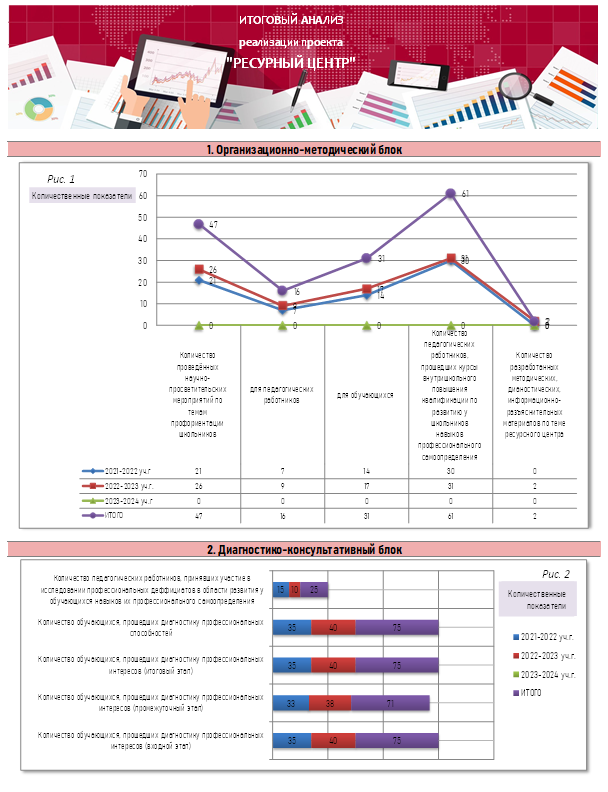 ИТОГОВЫЙ АНАЛИЗ
реализации проекта
"РЕСУРНЫЙ ЦЕНТР"
1. Организационно-методический блок
Рис. 1
Количественные показатели
70
60
50
40
30
20
10
0
47
16
31
61
2
26
9
17
31
21
7
14
30
0
0
0
0
0
Количество
проведённых
научно-
просветительских
мероприятий по
темам
профориентации
школьников
для педагогических
работников
для обучающихся
Количество
педагогических
работников,
прошедших курсы
внутришкольного
повышения
квалификации по
развитию у
школьников
навыков
профессионального
самоопределения
Количество
разработанных
методических,
диагностических,
информационно-
разъяснительных
материалов по теме
ресурсного центра
2021-2022 уч.г 21 7 14 30 0
2022-2023 уч.г. 26 9 17 31 2
2023-2024 уч.г 0 0 0 0 0
ИТОГО 47 16 31 61 2
2. Диагностико-консультативный блок
Рис. 2
Количественные
показатели
Количество педагогических работников, принявших участие в
исследовании профессиональных деффициатов в области развития у
обучающихся навыков их профессионального самоопределения
15 10 25
Количество обучающихся, прошедших диагностику профессиональных
способностей
35 40 75
Количество обучающихся, прошедших диагностику профессиональных
интересов (итоговый этап)
35 40 75
Количество обучающихся, прошедших диагностику профессиональных
интересов (промежуточный этап)
33 38 71
Количество обучающихся, прошедших диагностику профессиональных
интересов (входной этап)
35 40 75
2021-2022 уч.г.
2022-2023 уч.г.
2023-2024 уч.г.
ИТОГО